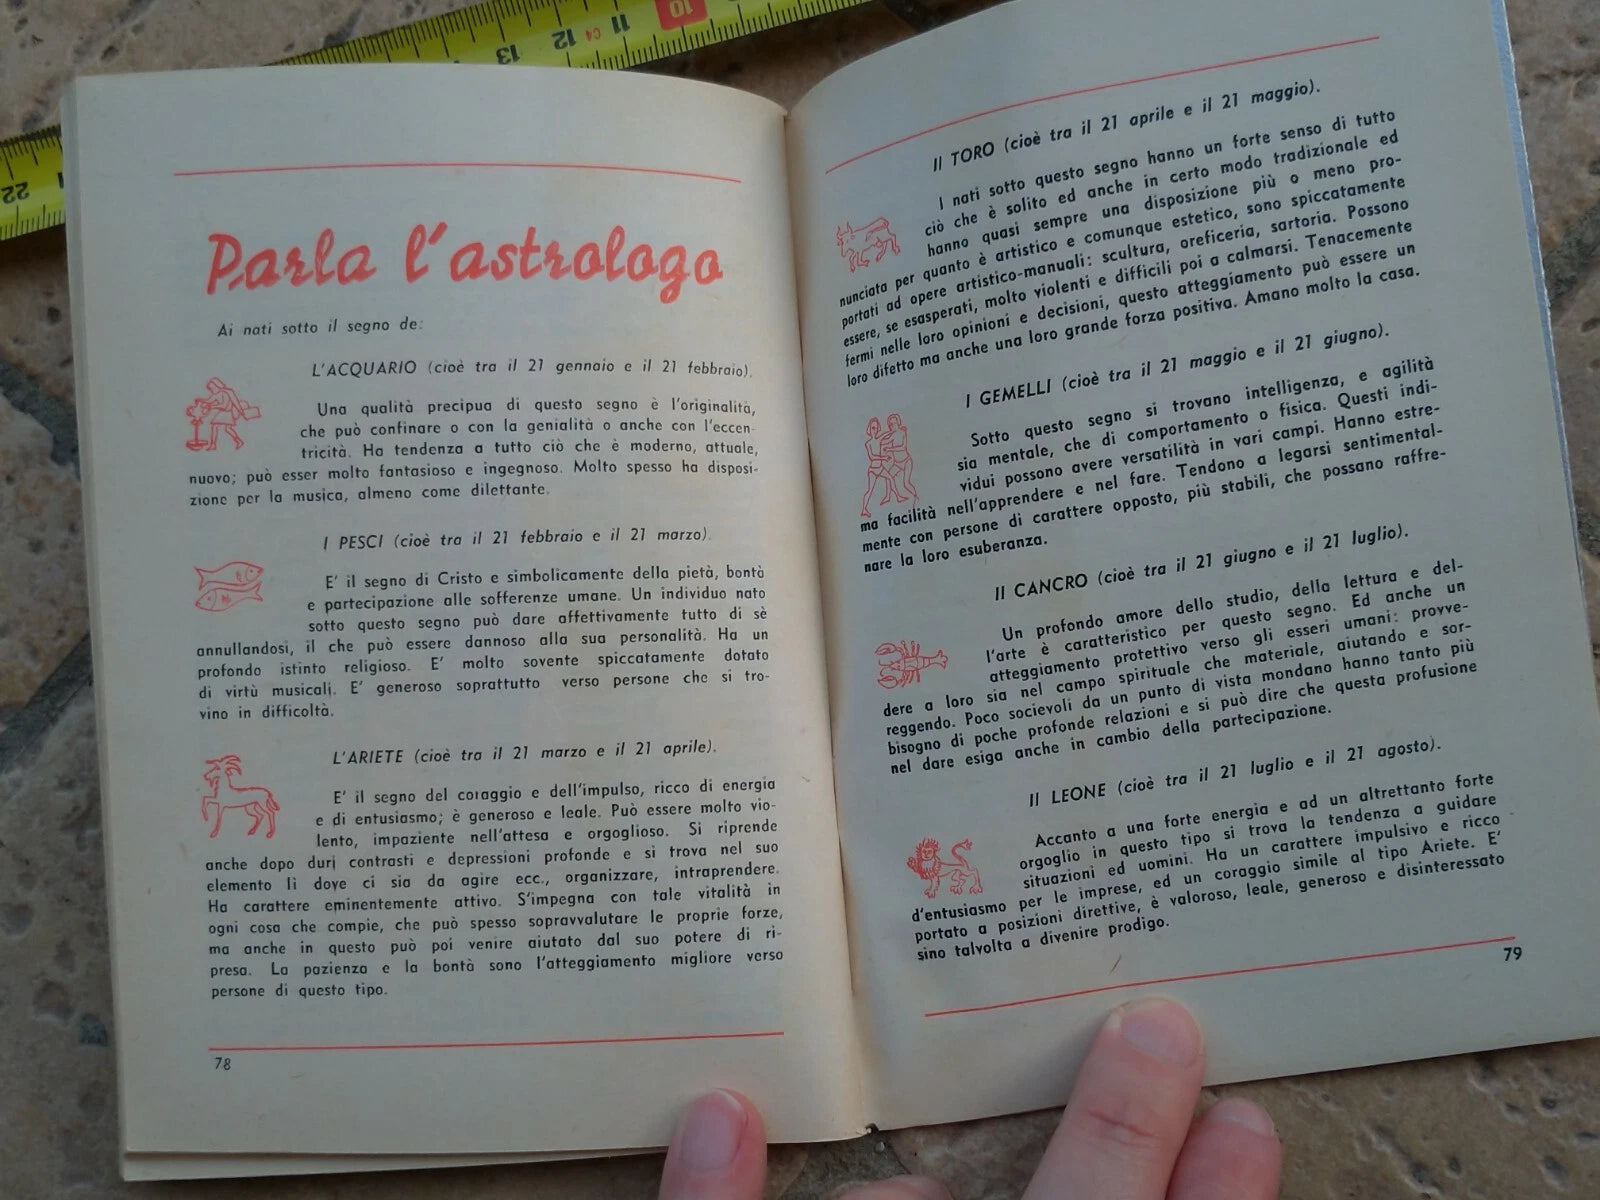 22
13
12
C4
11
10
Parla l'astrologo
Ai nati sotto il segno de:
L'ACQUARIO (cioè tra il 21 gennaio e il 21 febbraio).
Una qualità precipua di questo segno è l'originalità,
che può confinare o con la genialità o anche con l'eccen-
tricità. Ha tendenza a tutto ciò che è moderno, attuale,
nuovo; può esser molto fantasioso e ingegnoso. Molto spesso ha disposi-
zione per la musica, almeno come dilettante.
I PESCI (cioè tra il 21 febbraio e il 21 marzo).
E' il segno di Cristo e simbolicamente della pietà, bontà
e partecipazione alle sofferenze umane. Un individuo nato
sotto questo segno può dare affettivamente tutto di sè
annullandosi, il che può essere dannoso alla sua personalità. Ha un
profondo istinto religioso. E' molto sovente spiccatamente dotato
di virtù musicali. E' generoso soprattutto verso persone che si tro-
vino in difficoltà.
L'ARIETE (cioè tra il 21 marzo e il 21 aprile).
E' il segno del coraggio e dell'impulso, ricco di energia
e di entusiasmo; è generoso e leale. Può essere molto vio-
lento, impaziente nell'attesa e orgoglioso. Si riprende
anche dopo duri contrasti e depressioni profonde e si trova nel suo
elemento lì dove ci sia da agire ecc., organizzare, intraprendere.
Ha carattere eminentemente attivo. S'impegna con tale vitalità in
ogni cosa che compie, che può spesso sopravvalutare le proprie forze,
ma anche in questo può poi venire aiutato dal suo potere di ri-
presa. La pazienza e la bontà sono l'atteggiamento migliore verso
persone di questo tipo.
78
Il TORO (cioè tra il 21 aprile e il 21 maggio).
I nati sotto questo segno hanno un forte senso di tutto
ciò che è solito ed anche in certo modo tradizionale ed
hanno quasi sempre una disposizione più o meno pro-
nunciata per quanto è artistico e comunque estetico, sono spiccatamente
portati ad opere artistico-manuali: scultura, oreficeria, sartoria. Possono
essere, se esasperati, molto violenti e difficili poi a calmarsi. Tenacemente
fermi nelle loro opinioni e decisioni, questo atteggiamento può essere un
loro difetto ma anche una loro grande forza positiva. Amano molto la casa.
I GEMELLI (cioè tra il 21 maggio e il 21 giugno).
Sotto questo segno si trovano intelligenza, e agilità
sia mentale, che di comportamento o fisica. Questi indi-
vidui possono avere versatilità in vari campi. Hanno estre-
ma facilità nell'apprendere e nel fare. Tendono a legarsi sentimental-
mente con persone di carattere opposto, più stabili, che possano raffre-
nare la loro esuberanza.
Il CANCRO (cioè tra il 21 giugno e il 21 luglio).
Un profondo amore dello studio, della lettura e del-
l'arte è caratteristico per questo segno. Ed anche un
atteggiamento protettivo verso gli esseri umani: provve-
dere a loro sia nel campo spirituale che materiale, aiutando e sor-
reggendo. Poco socievoli da un punto di vista mondano hanno tanto più
bisogno di poche profonde relazioni e si può dire che questa profusione
nel dare esiga anche in cambio della partecipazione.
Il LEONE (cioè tra il 21 luglio e il 21 agosto).
Accanto a una forte energia e ad un altrettanto forte
orgoglio in questo tipo si trova la tendenza a guidare
situazioni ed uomini. Ha un carattere impulsivo e ricco
d'entusiasmo per le imprese, ed un coraggio simile al tipo Ariete. E'
portato a posizioni direttive, è valoroso, leale, generoso e disinteressato
sino talvolta a divenire prodigo.
79